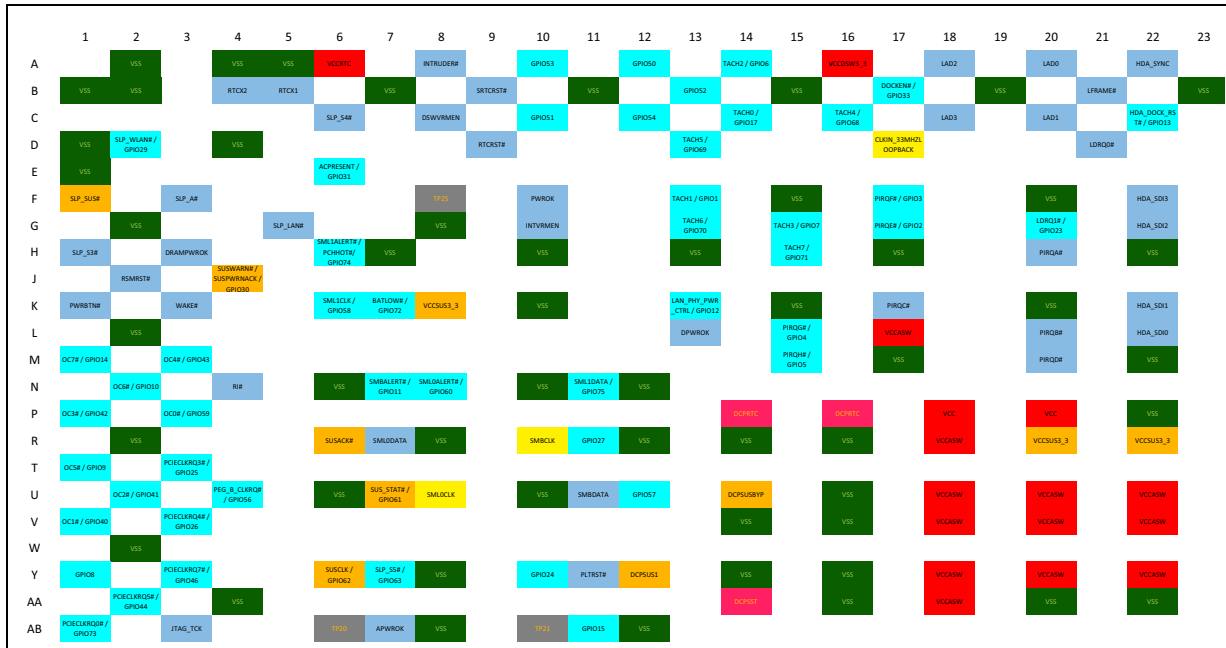 1 2 3 4 5 6 7 8 9 10 11 12 13 14 15 16 17 18 19 20 21 22 23
A VSS VSS VSS VCCRTC INTRUDER# GPIO53 GPIO50 TACH2 / GPIO6 VCCDSW3_3 LAD2 LAD0 HDA_SYNC
B VSS VSS RTCX2 RTCX1 VSS SRTCRST# VSS GPIO52 VSS DOCKEN# / GPIO33 VSS LFRAME# VSS
C SLP_S4# DSWVRMEN GPIO51 GPIO54 TACH0 / GPIO17 TACH4 / GPIO68 LAD3 LAD1 HDA_DOCK_RS
T# / GPIO13
D VSS SLP_WLAN# / GPIO29 VSS RTCRST# TACH5 / GPIO69 CLKIN_33MHZL
OOPBACK LDRQ0#
E VSS ACPRESENT / GPIO31
F SLP_SUS# SLP_A# TP25 PWROK TACH1 / GPIO1 VSS PIRQF# / GPIO3 VSS HDA_SDI3
G VSS SLP_LAN# VSS INTVRMEN TACH6 / GPIO70 TACH3 / GPIO7 PIRQE# / GPIO2 LDRQ1# / GPIO23 HDA_SDI2
H SLP_S3# DRAMPWROK SML1ALERT# / PCHHOT# / GPIO74 VSS VSS VSS TACH7 / GPIO71 VSS PIRQA# VSS
J RSMRST# SUSWARN# / SUSPWRNACK / GPIO30
K PWRBTN# WAKE# SML1CLK / GPIO58 BATLOW# / GPIO72 VCCSUS3_3 VSS LAN_PHY_PWR
_CTRL / GPIO12 VSS PIRQC# VSS HDA_SDI1
L VSS DPWROK PIRQG# / GPIO4 VCCASW PIRQB# HDA_SDI0
M OC7# / GPIO14 OC4# / GPIO43 PIRQH# / GPIO5 VSS PIRQD# VSS
N OC6# / GPIO10 RI# VSS SMBALERT# / GPIO11 SML0ALERT# / GPIO60 VSS SML1DATA / GPIO75 VSS
P OC3# / GPIO42 OC0# / GPIO59 DCPRTC DCPRTC VCC VCC VSS
R VSS SUSACK# SML0DATA VSS SMBCLK GPIO27 VSS VSS VSS VCCASW VCCSUS3_3 VCCSUS3_3
T OC5# / GPIO9 PCIECLKRQ3# / GPIO25
U OC2# / GPIO41 PEG_B_CLKRQ# / GPIO56 VSS SUS_STAT# / GPIO61 SML0CLK VSS SMBDATA GPIO57 DCPSUSBYP VSS VCCASW VCCASW VCCASW
V OC1# / GPIO40 PCIECLKRQ4# / GPIO26 VSS VSS VCCASW VCCASW VCCASW
W VSS
Y GPIO8 PCIECLKRQ7# / GPIO46 SUSCLK / GPIO62 SLP_S5# / GPIO63 VSS GPIO24 PLTRST# DCPSUS1 VSS VSS VCCASW VCCASW VCCASW
AA PCIECLKRQ5# / GPIO44 VSS DCPSST VSS VCCASW VSS VSS
AB PCIECLKRQ0# / GPIO73 JTAG_TCK TP20 APWROK VSS TP21 GPIO15 VSS